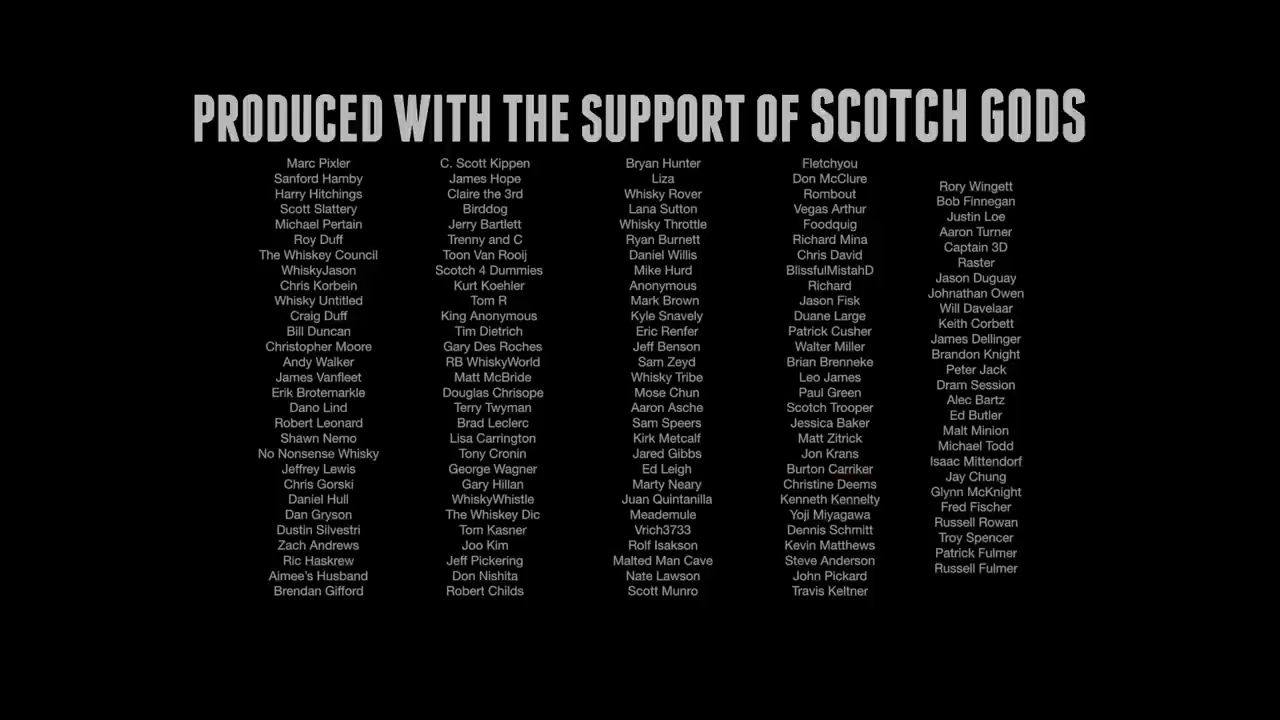 PRODUCED WITH THE SUPPORT OF SCOTCH GODS
Marc Pixler
Sanford Hamby
Harry Hitchings
Scott Slattery
Michael Pertain
Roy Duff
The Whiskey Council
WhiskyJason
Chris Korbein
Whisky Untitled
Craig Duff
Bill Duncan
Christopher Moore
Andy Walker
James Vanfleet
Erik Brotemarkle
Dano Lind
Robert Leonard
Shawn Nemo
No Nonsense Whisky
Jeffrey Lewis
Chris Gorski
Daniel Hull
Dan Gryson
Dustin Silvestri
Zach Andrews
Ric Haskrew
Aimee's Husband
Brendan Gifford
C. Scott Kippen
James Hope
Claire the 3rd
Birddog
Jerry Bartlett
Trenny and C
Toon Van Rooij
Scotch 4 Dummies
Kurt Koehler
Tom R
King Anonymous
Tim Dietrich
Gary Des Roches
RB WhiskyWorld
Matt McBride
Douglas Chrisope
Terry Twyman
Brad Leclerc
Lisa Carrington
Tony Cronin
George Wagner
Gary Hillan
WhiskyWhistle
The Whiskey Dic
Tom Kasner
Joo Kim
Jeff Pickering
Don Nishita
Robert Childs
Bryan Hunter
Liza
Whisky Rover
Lana Sutton
Whisky Throttle
Ryan Burnett
Daniel Willis
Mike Hurd
Anonymous
Mark Brown
Kyle Snavely
Eric Renfer
Jeff Benson
Sam Zeyd
Whisky Tribe
Mose Chun
Aaron Asche
Sam Speers
Kirk Metcalf
Jared Gibbs
Ed Leigh
Marty Neary
Juan Quintanilla
Meademule
Vrich3733
Rolf Isakson
Malted Man Cave
Nate Lawson
Scott Munro
Fletchyou
Don McClure
Rombout
Vegas Arthur
Foodquig
Richard Mina
Chris David
BlissfulMistahD
Richard
Jason Fisk
Duane Large
Patrick Cusher
Walter Miller
Brian Brenneke
Leo James
Paul Green
Scotch Trooper
Jessica Baker
Matt Zitrick
Jon Krans
Burton Carriker
Christine Deems
Kenneth Kennelty
Yoji Miyagawa
Dennis Schmitt
Kevin Matthews
Steve Anderson
John Pickard
Travis Keltner
Rory Wingett
Bob Finnegan
Justin Loe
Aaron Turner
Captain 3D
Raster
Jason Duguay
Johnathan Owen
Will Davelaar
Keith Corbett
James Dellinger
Brandon Knight
Peter Jack
Dram Session
Alec Bartz
Ed Butler
Malt Minion
Michael Todd
Isaac Mittendorf
Jay Chung
Glynn McKnight
Fred Fischer
Russell Rowan
Troy Spencer
Patrick Fulmer
Russell Fulmer